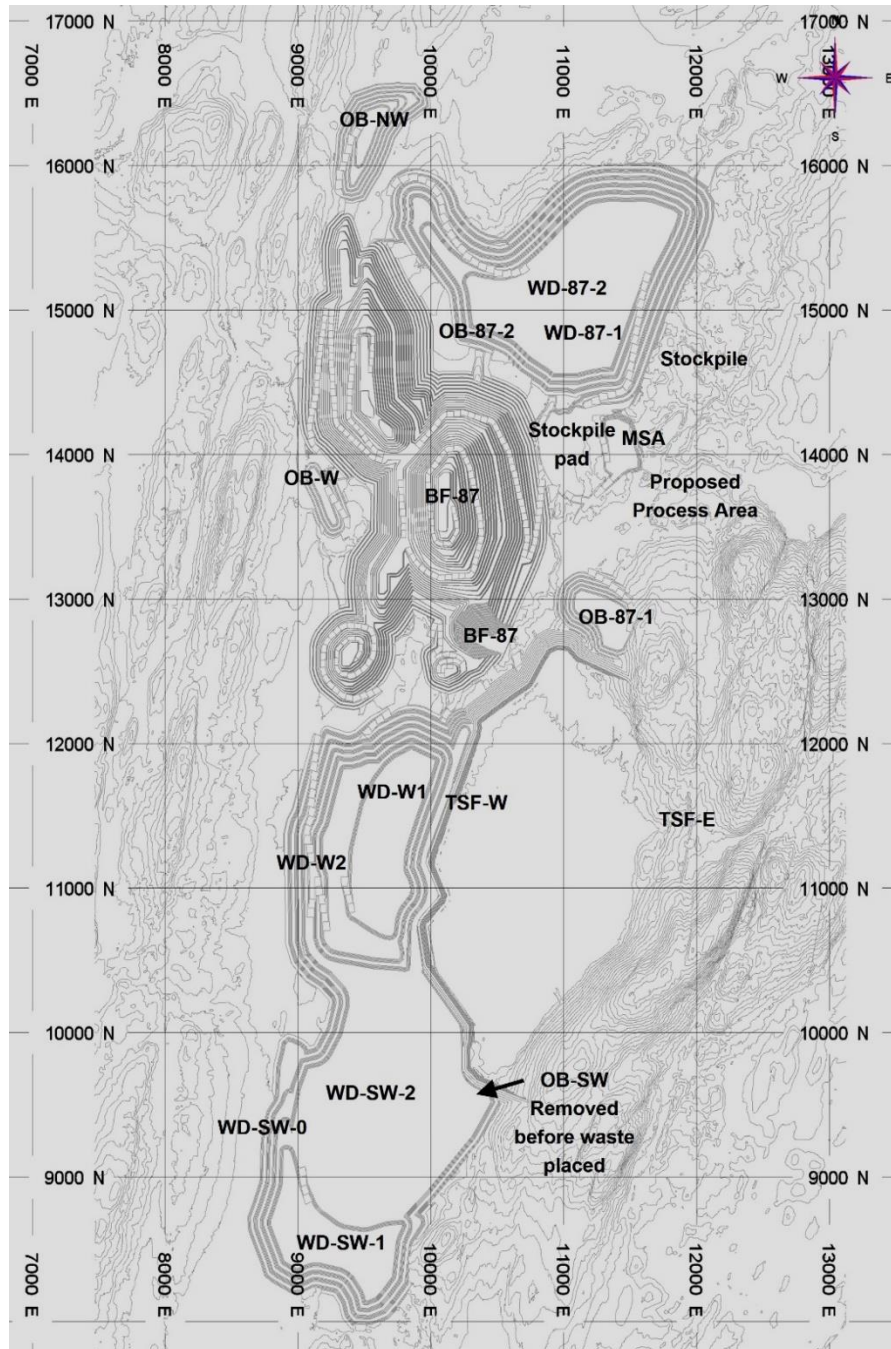 17000 N
17000 N
7000 E
8000 E
9000 E
10000 E
11000 E
12000 E
13000 E
W
E
S
OB-NW
16000 N
16000 N
WD-87-2
15000 N
15000 N
OB-87-2
WD-87-1
Stockpile
Stockpile
pad
MSA
14000 N
14000 N
OB-W
BF-87
Proposed
Process Area
13000 N
13000 N
OB-87-1
BF-87
12000 N
12000 N
WD-W1
TSF-W
TSF-E
WD-W2
11000 N
11000 N
10000 N
10000 N
WD-SW-2
OB-SW
Removed
before waste
placed
WD-SW-0
9000 N
9000 N
WD-SW-1
7000 E
8000 E
9000 E
10000 E
11000 E
12000 E
13000 E